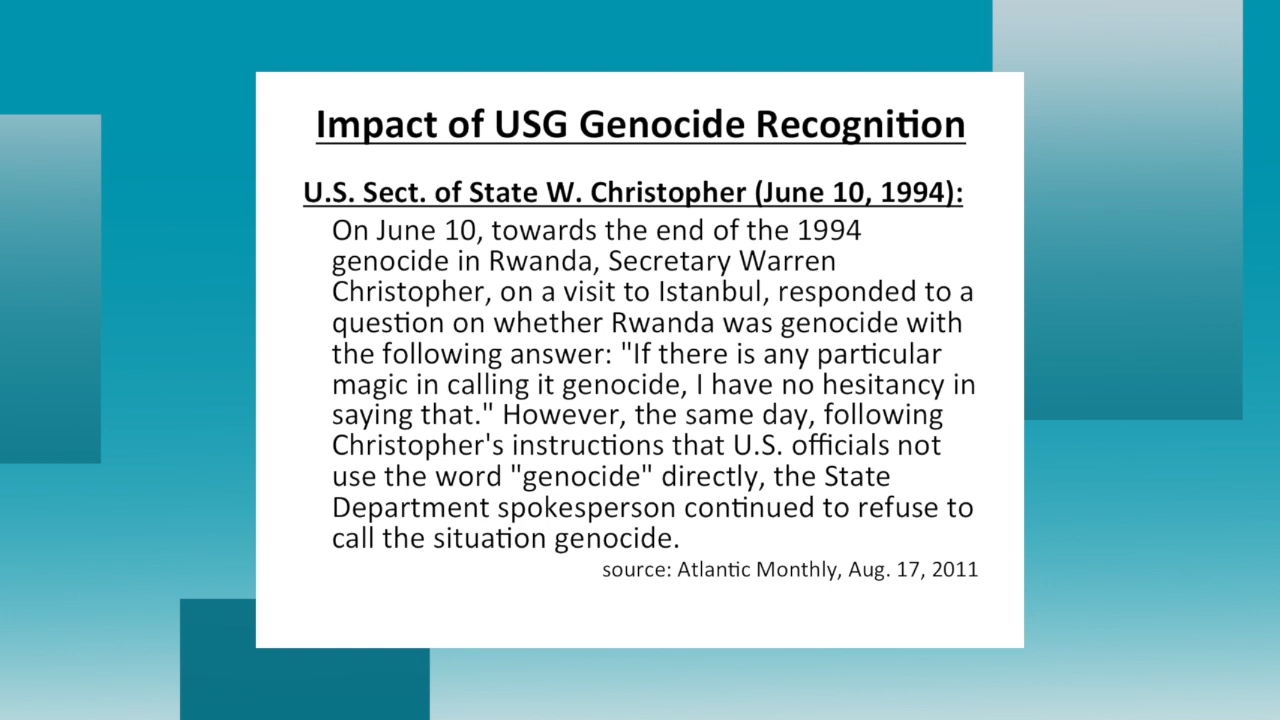 Impact of USG Genocide Recognition
U.S. Sect. of State W. Christopher (June 10, 1994):
On June 10, towards the end of the 1994
genocide in Rwanda, Secretary Warren
Christopher, on a visit to Istanbul, responded to a
question on whether Rwanda was genocide with
the following answer: "If there is any particular
magic in calling it genocide, I have no hesitancy in
saying that." However, the same day, following
Christopher's instructions that U.S. officials not
use the word "genocide" directly, the State
Department spokesperson continued to refuse to
call the situation genocide.
source: Atlantic Monthly, Aug. 17, 2011